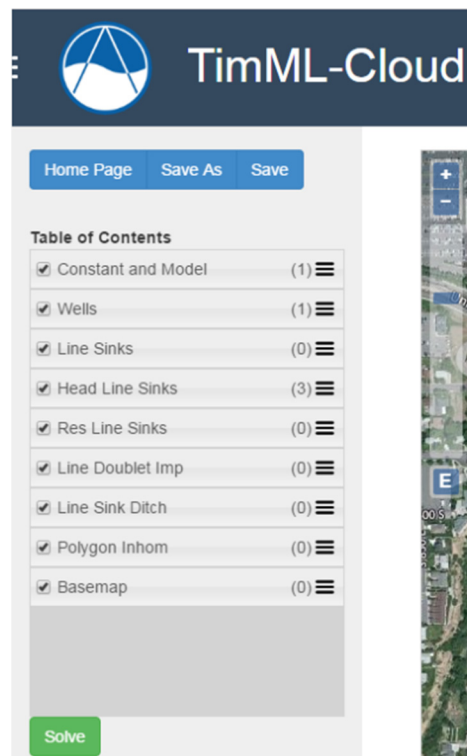 TimML-Cloud
Home Page Save As Save
Table of Contents
Constant and Model (1)
Wells (1)
Line Sinks (0)
Head Line Sinks (3)
Res Line Sinks (0)
Line Doublet Imp (0)
Line Sink Ditch (0)
Polygon Inhom (0)
Basemap (0)
Solve
+
-
E
00 S